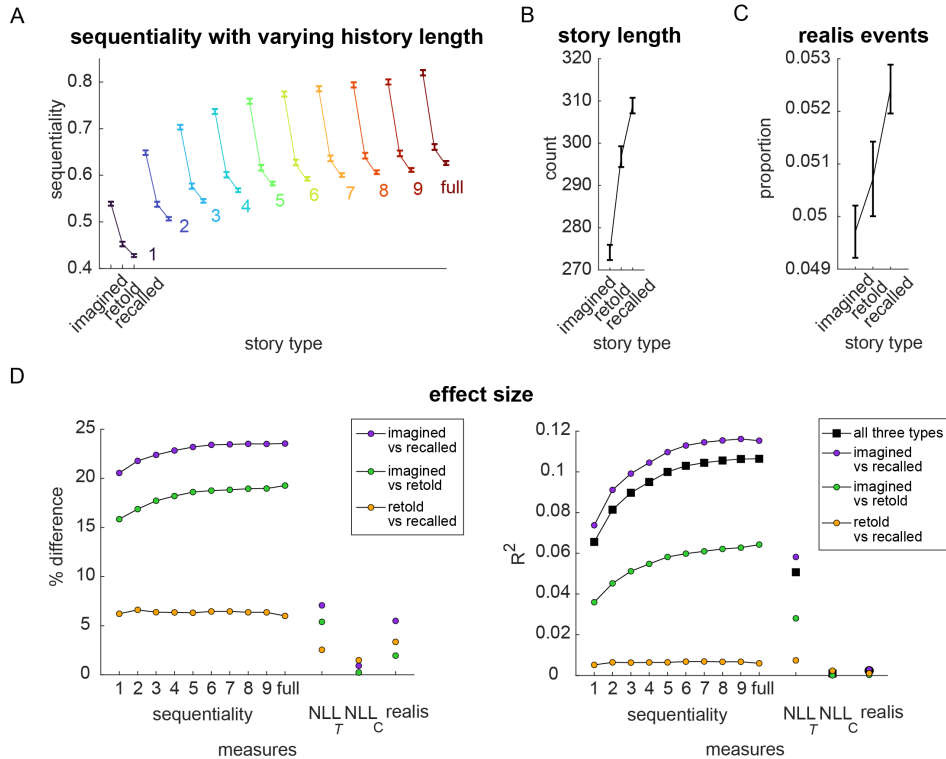 A
sequentiality with varying history length
sequentiality
0.8
0.7
0.6
0.5
0.4
1
2
3
4
5
6
7
8
9
full
imagined
retold
recalled
story type
B
story length
count
320
310
300
290
280
270
imagined
retold
recalled
story type
C
realis events
proportion
0.053
0.052
0.051
0.05
0.049
imagined
retold
recalled
story type
D
effect size
% difference
25
20
15
10
5
0
1 2 3 4 5 6 7 8 9 full
sequentiality
NLL_T NLL_C realis
measures
imagined
vs recalled
imagined
vs retold
retold
vs recalled
R²
0.12
0.1
0.08
0.06
0.04
0.02
0
1 2 3 4 5 6 7 8 9 full
sequentiality
NLL_T NLL_C realis
measures
all three types
imagined
vs recalled
imagined
vs retold
retold
vs recalled